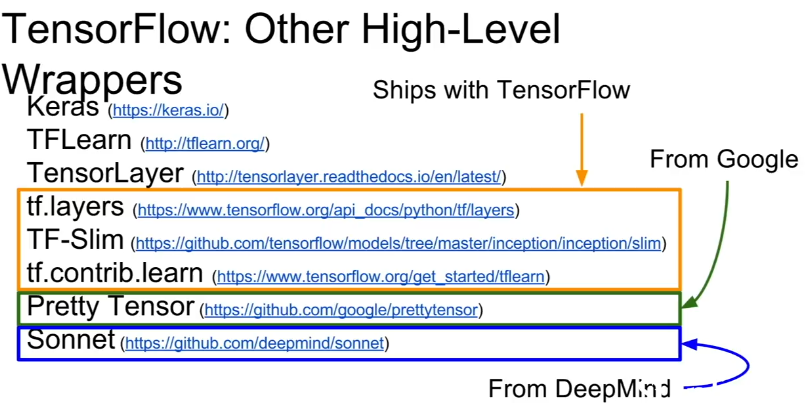 TensorFlow: Other High-Level
Wrappers
Ships with TensorFlow
Keras (https://keras.io/)
TFLearn (http://tflearn.org/)
From Google
TensorLayer (http://tensorlayer.readthedocs.io/en/latest/)
tf.layers (https://www.tensorflow.org/api_docs/python/tf/layers)
TF-Slim (https://github.com/tensorflow/models/tree/master/inception/inception/slim)
tf.contrib.learn (https://www.tensorflow.org/get_started/tflearn)
Pretty Tensor (https://github.com/google/prettytensor)
Sonnet (https://github.com/deepmind/sonnet)
From DeepMind